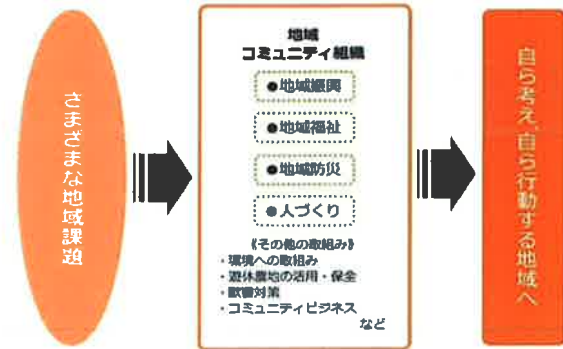 さまざまな地域課題
地域
コミュニティ組織
●地域振興
●地域福祉
●地域防災
●人づくり
《その他の取組み》
・環境への取組み
・遊休農地の活用・保全
・獣害対策
・コミュニティビジネス
など
自ら考え、自ら行動する地域へ